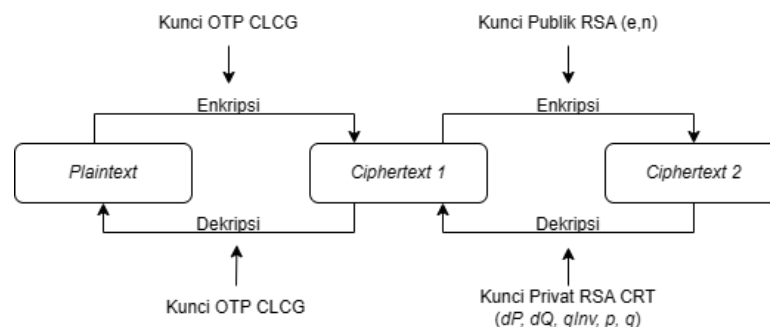 Kunci OTP CLCG
Kunci Publik RSA (e,n)
Enkripsi
Enkripsi
Plaintext
Ciphertext 1
Ciphertext 2
Dekripsi
Dekripsi
Kunci OTP CLCG
Kunci Privat RSA CRT
(dP, dQ, qInv, p, q)